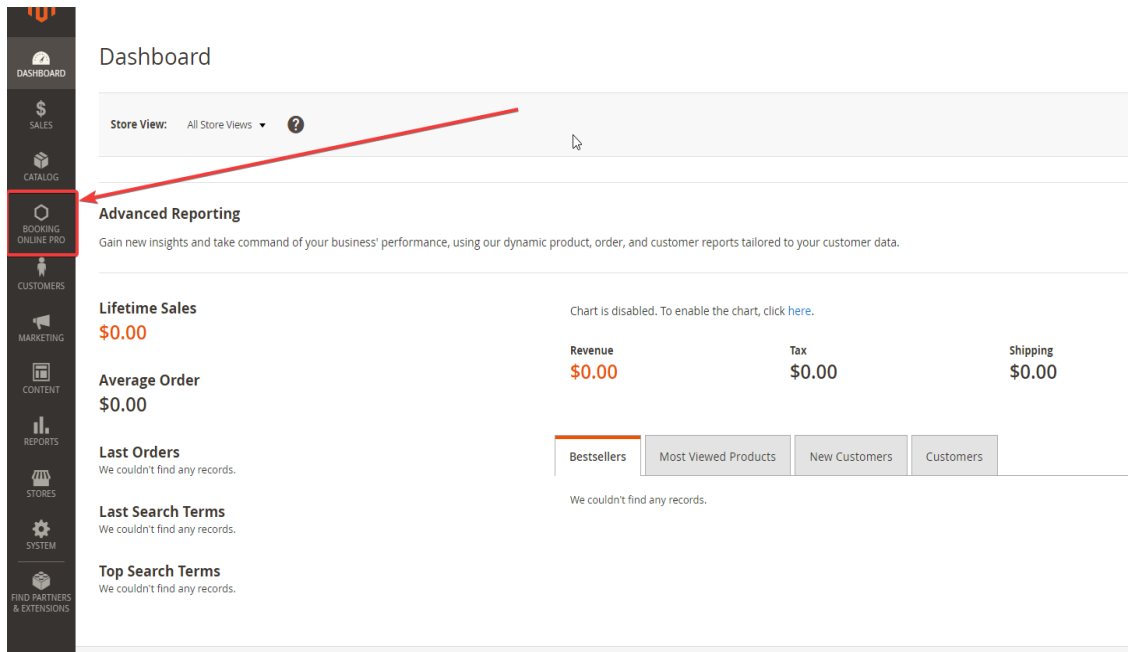 DASHBOARD
SALES
CATALOG
BOOKING
ONLINE PRO
CUSTOMERS
MARKETING
CONTENT
REPORTS
STORES
SYSTEM
FIND PARTNERS
& EXTENSIONS
Dashboard
Store View: All Store Views ?
Advanced Reporting
Gain new insights and take command of your business' performance, using our dynamic product, order, and customer reports tailored to your customer data.
Lifetime Sales
$0.00
Average Order
$0.00
Last Orders
We couldn't find any records.
Last Search Terms
We couldn't find any records.
Top Search Terms
We couldn't find any records.
Chart is disabled. To enable the chart, click here.
Revenue Tax Shipping
$0.00 $0.00 $0.00
Bestsellers Most Viewed Products New Customers Customers
We couldn't find any records.